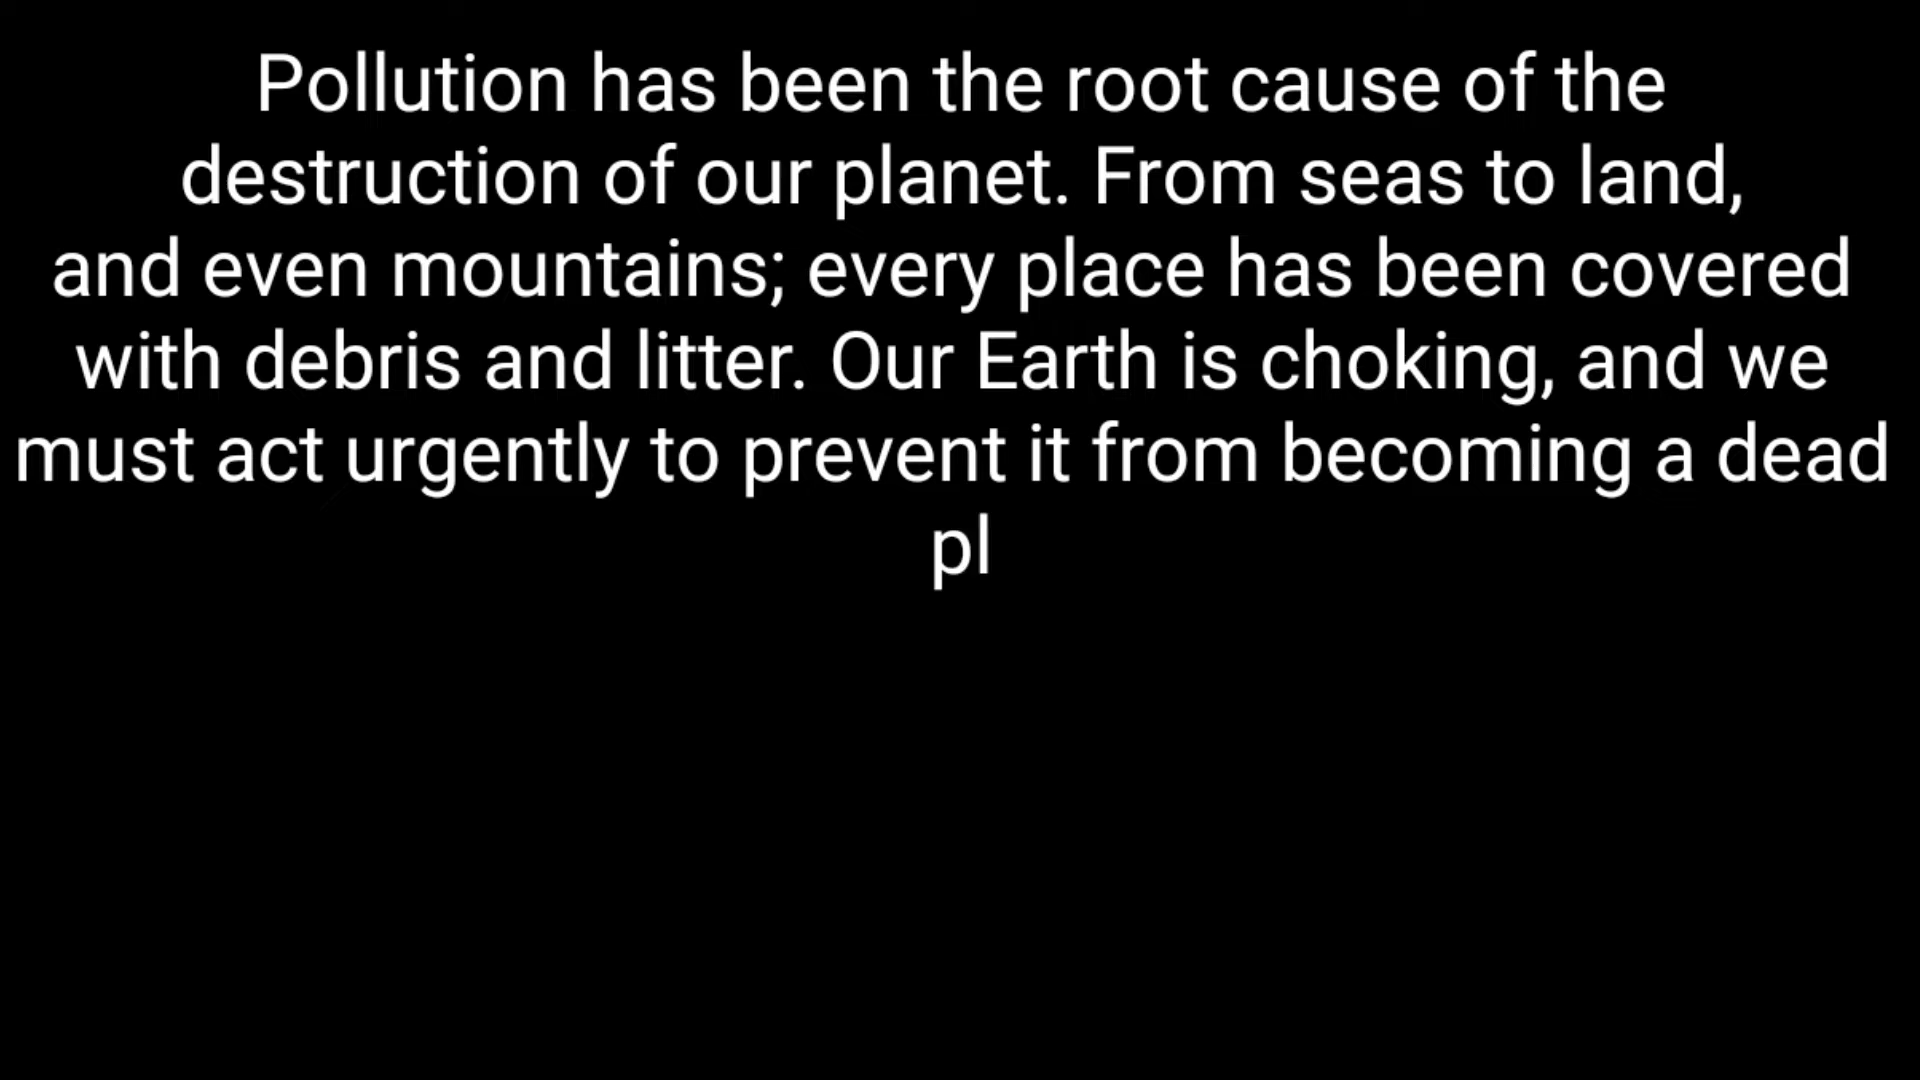 Pollution has been the root cause of the
destruction of our planet. From seas to land,
and even mountains; every place has been covered
with debris and litter. Our Earth is choking, and we
must act urgently to prevent it from becoming a dead
pl